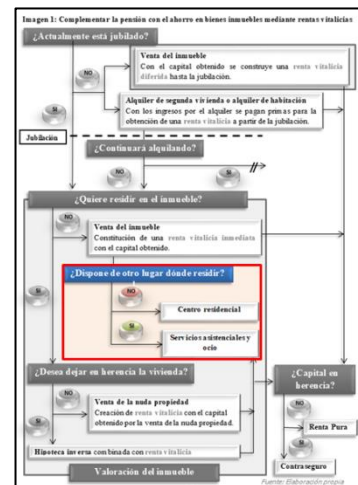 Imagen 1: Complementar la pensión con el ahorro en bienes inmuebles mediante rentas vitalicias
¿Actualmente está jubilado?
Venta del inmueble
Con el capital obtenido se construye una renta vitalicia
diferida hasta la jubilación.
NO
Alquiler de segunda vivienda o alquiler de habitación
Con los ingresos por el alquiler se pagan primas para la
obtención de una renta vitalicia a partir de la jubilación.
SI
Jubilación
¿Continuará alquilando?
NO
SI
¿Quiere residir en el inmueble?
NO
Venta del inmueble
Constitución de una renta vitalicia inmediata
con el capital obtenido.
¿Dispone de otro lugar dónde residir?
NO
Centro residencial
SI
SI
Servicios asistenciales y
ocio
¿Desea dejar en herencia la vivienda?
¿Capital en
herencia?
NO
Venta de la nuda propiedad
Creación de renta vitalicia con el capital
obtenido por la venta de la nuda propiedad.
NO
Renta Pura
SI
SI
Hipoteca inversa combinada con renta vitalicia
Contraseguro
Valoración del inmueble
Fuente: Elaboración propia